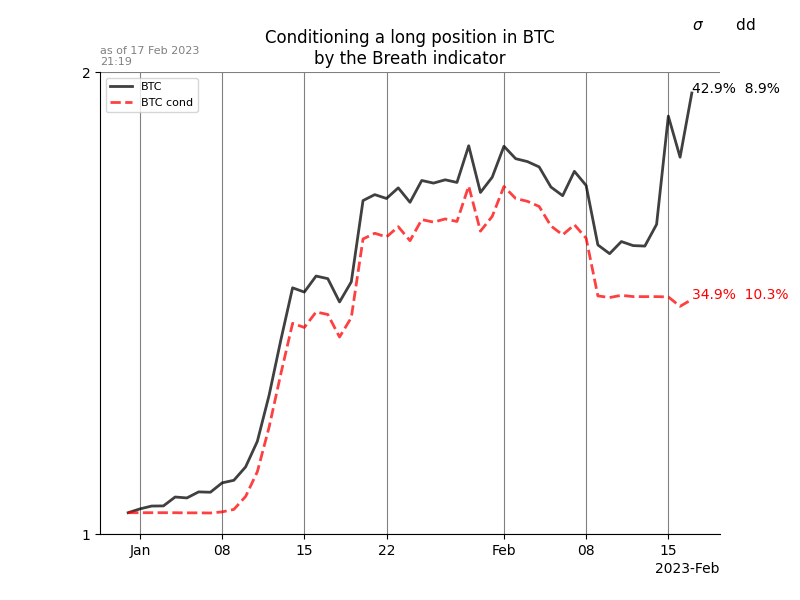 σ dd
Conditioning a long position in BTC
by the Breath indicator
as of 17 Feb 2023
21:19
2
BTC
BTC cond
42.9% 8.9%
34.9% 10.3%
1
Jan 08 15 22 Feb 08 15
2023-Feb